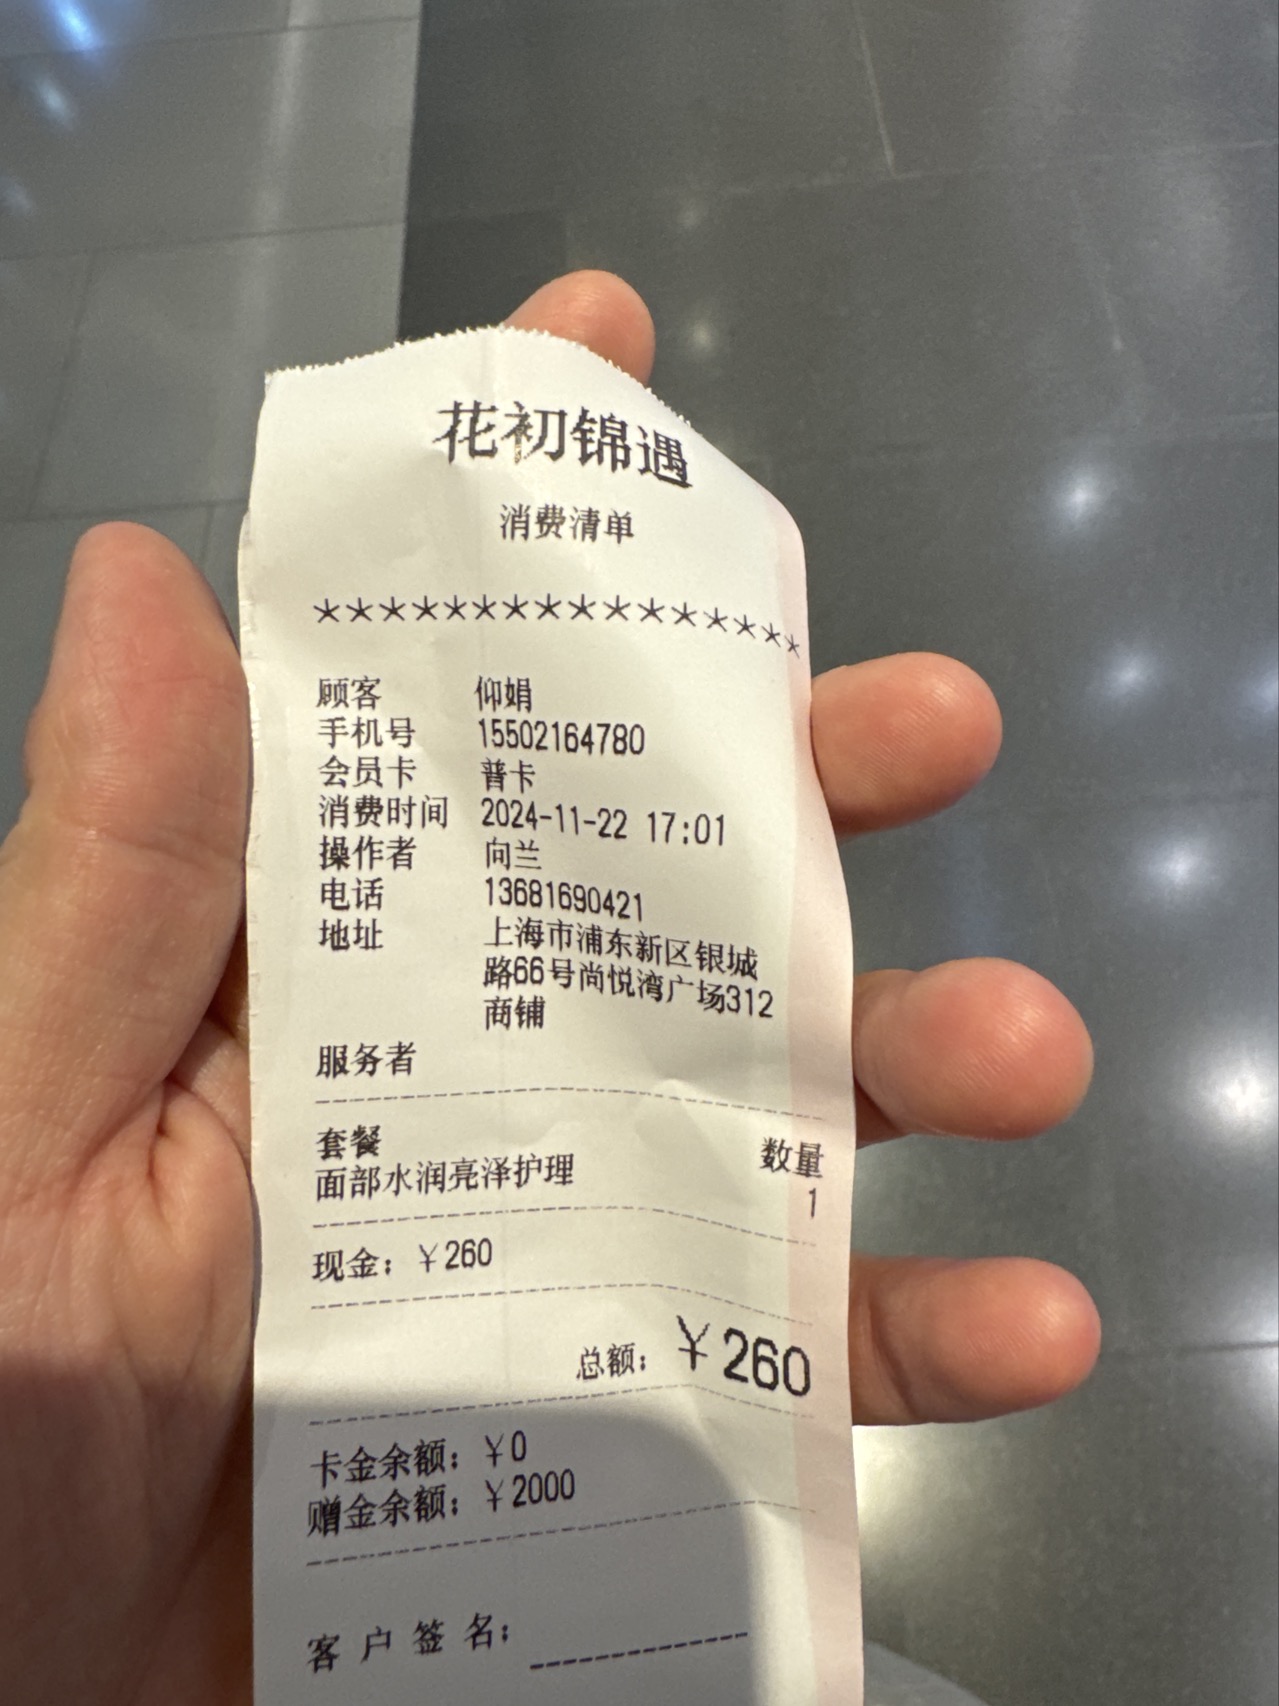 花初锦遇
消费清单
****************
顾客 仰娟
手机号 15502164780
会员卡 普卡
消费时间 2024-11-22 17:01
操作者 向兰
电话 13681690421
地址 上海市浦东新区银城
路66号尚悦湾广场312
商铺
服务者
套餐 数量
面部水润亮泽护理 1
现金：￥260
总额：￥260
卡金余额：￥0
赠金余额：￥2000
客户签名：